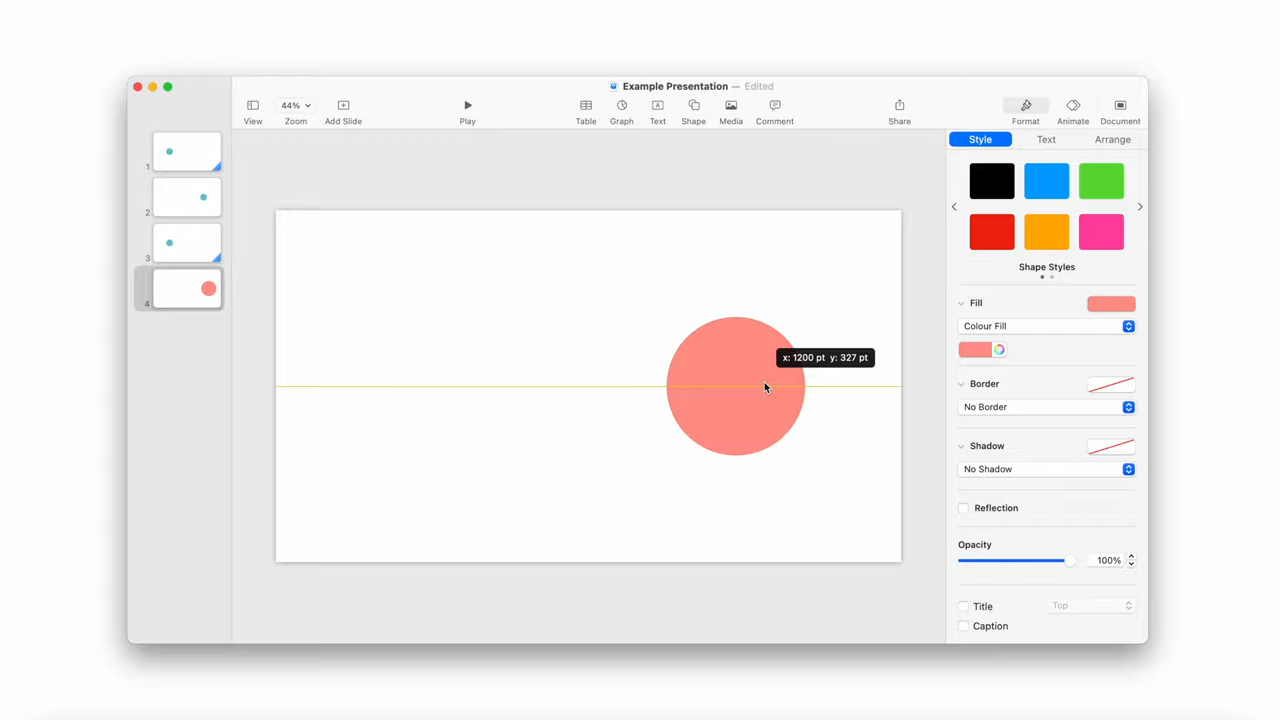 Example Presentation — Edited
44%
View Zoom Add Slide Play Table Graph Text Shape Media Comment Share Format Animate Document
Style Text Arrange
1
2
3
4
Shape Styles
Fill
Colour Fill
x: 1200 pt y: 327 pt
Border
No Border
Shadow
No Shadow
Reflection
Opacity
100%
Title Top
Caption